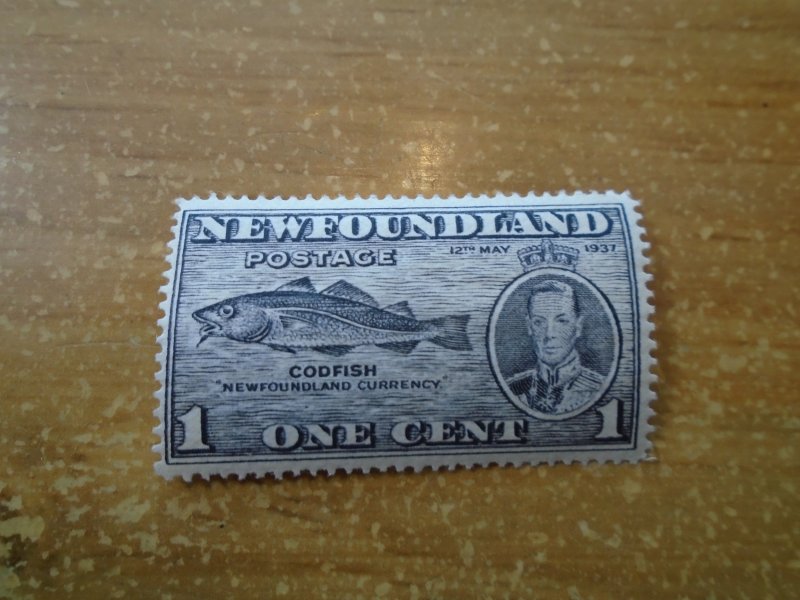 NEWFOUNDLAND
POSTAGE
12TH MAY 1937
CODFISH
"NEWFOUNDLAND CURRENCY"
1 ONE CENT 1